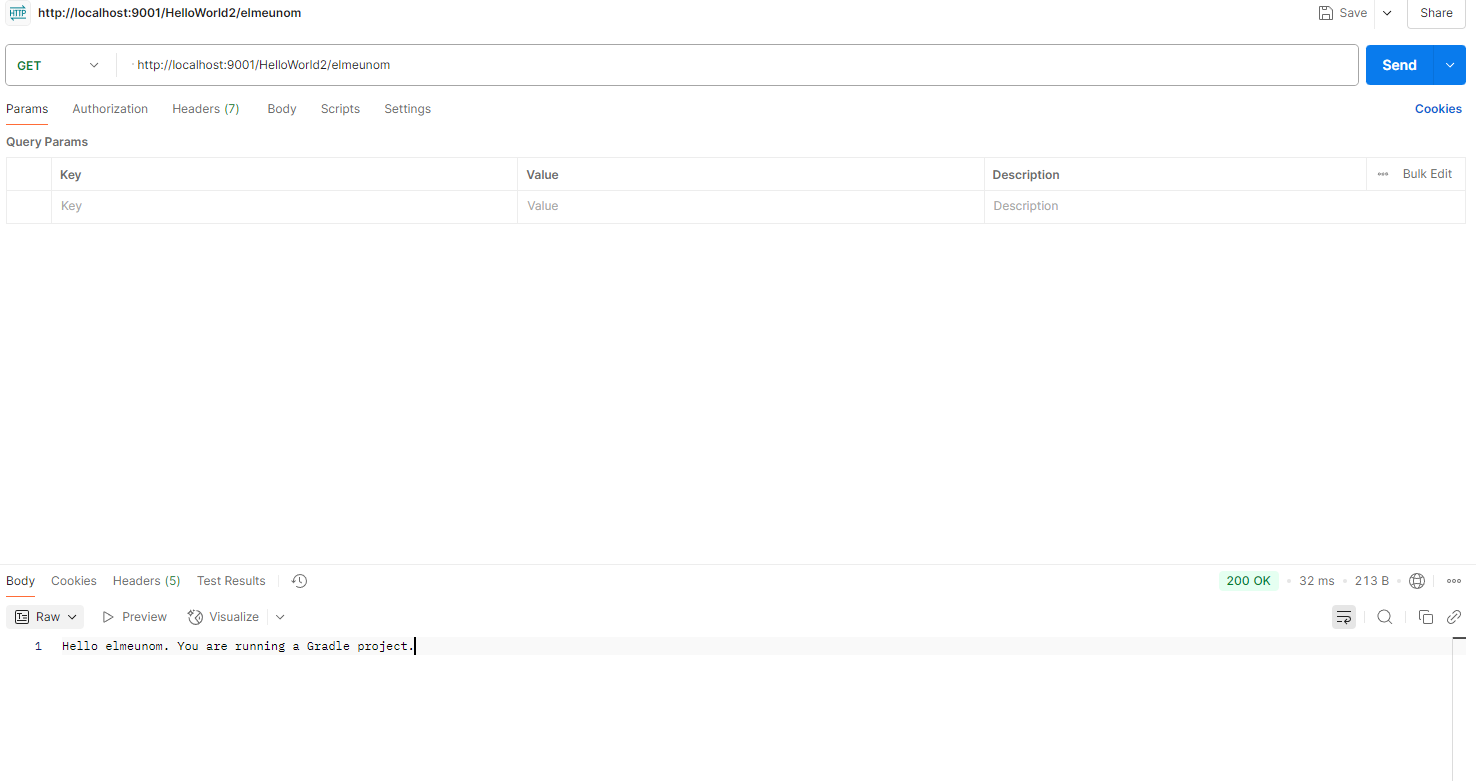 HTTP http://localhost:9001/HelloWorld2/elmeunom Save Share
GET http://localhost:9001/HelloWorld2/elmeunom Send
Params Authorization Headers (7) Body Scripts Settings Cookies
Query Params
Key Value Description Bulk Edit
Key Value Description
Body Cookies Headers (5) Test Results 200 OK 32 ms 213 B
Raw Preview Visualize
1 Hello elmeunom. You are running a Gradle project.